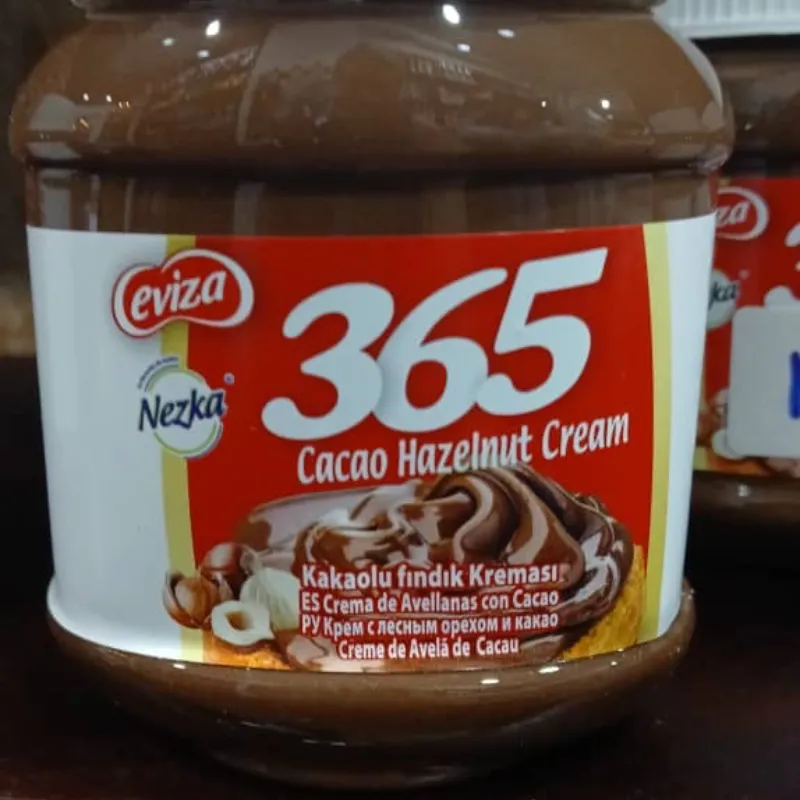 eviza
Nezka
365
Cacao Hazelnut Cream
Kakaolu fındık Kreması
ES Crema de Avellanas con Cacao
РУ Крем с лесным орехом и какао
Creme de Avelã de Cacau